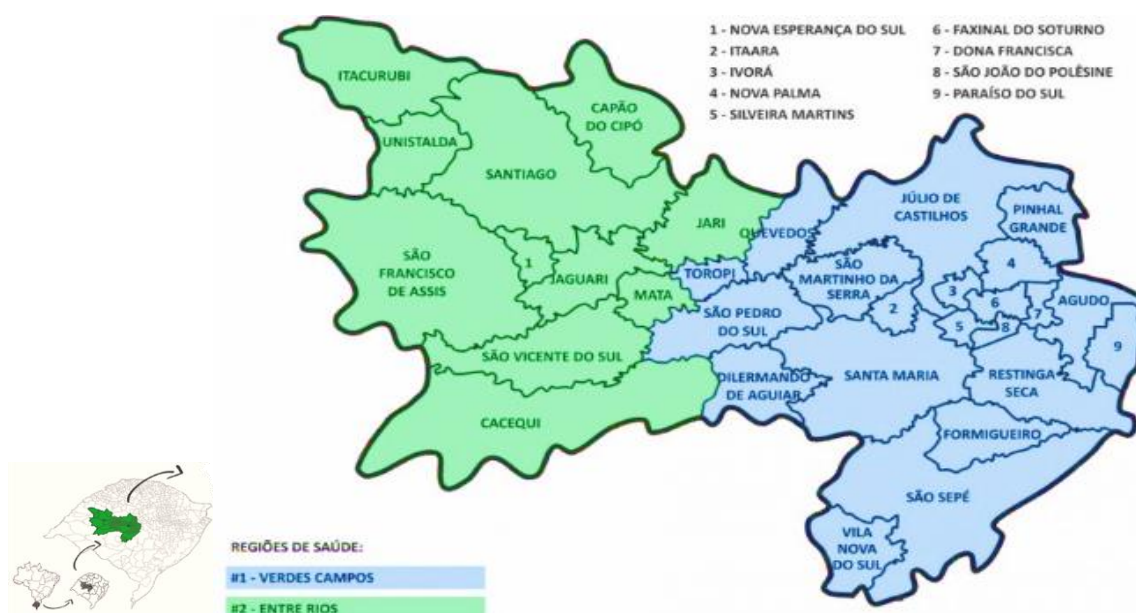 1 - NOVA ESPERANÇA DO SUL
2 - ITAARA
3 - IVORÁ
4 - NOVA PALMA
5 - SILVEIRA MARTINS
6 - FAXINAL DO SOTURNO
7 - DONA FRANCISCA
8 - SÃO JOÃO DO POLÊSINE
9 - PARAÍSO DO SUL
ITACURUBI
CAPÃO
DO CIPÓ
UNISTALDA
SANTIAGO
JARI
SÃO
FRANCISCO
DE ASSIS
1
JAGUARI
MATA
SÃO VICENTE DO SUL
CACEQUI
QUEVEDOS
TOROPI
JÚLIO DE
CASTILHOS
PINHAL
GRANDE
SÃO
MARTINHO DA
SERRA
2
3
4
5
6
7
8
AGUDO
9
SÃO PEDRO
DO SUL
DILERMANDO
DE AGUIAR
SANTA MARIA
RESTINGA
SECA
FORMIGUEIRO
SÃO SEPÉ
VILA
NOVA
DO SUL
REGIÕES DE SAÚDE:
#1 - VERDES CAMPOS
#2 - ENTRE RIOS